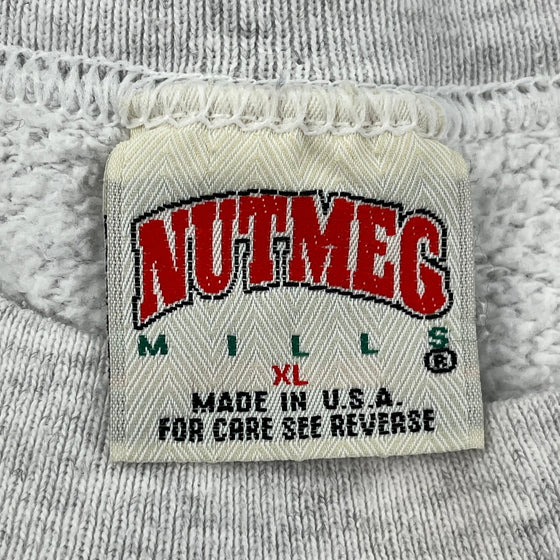 NUTMEG
MILLS®
XL
MADE IN U.S.A.
FOR CARE SEE REVERSE